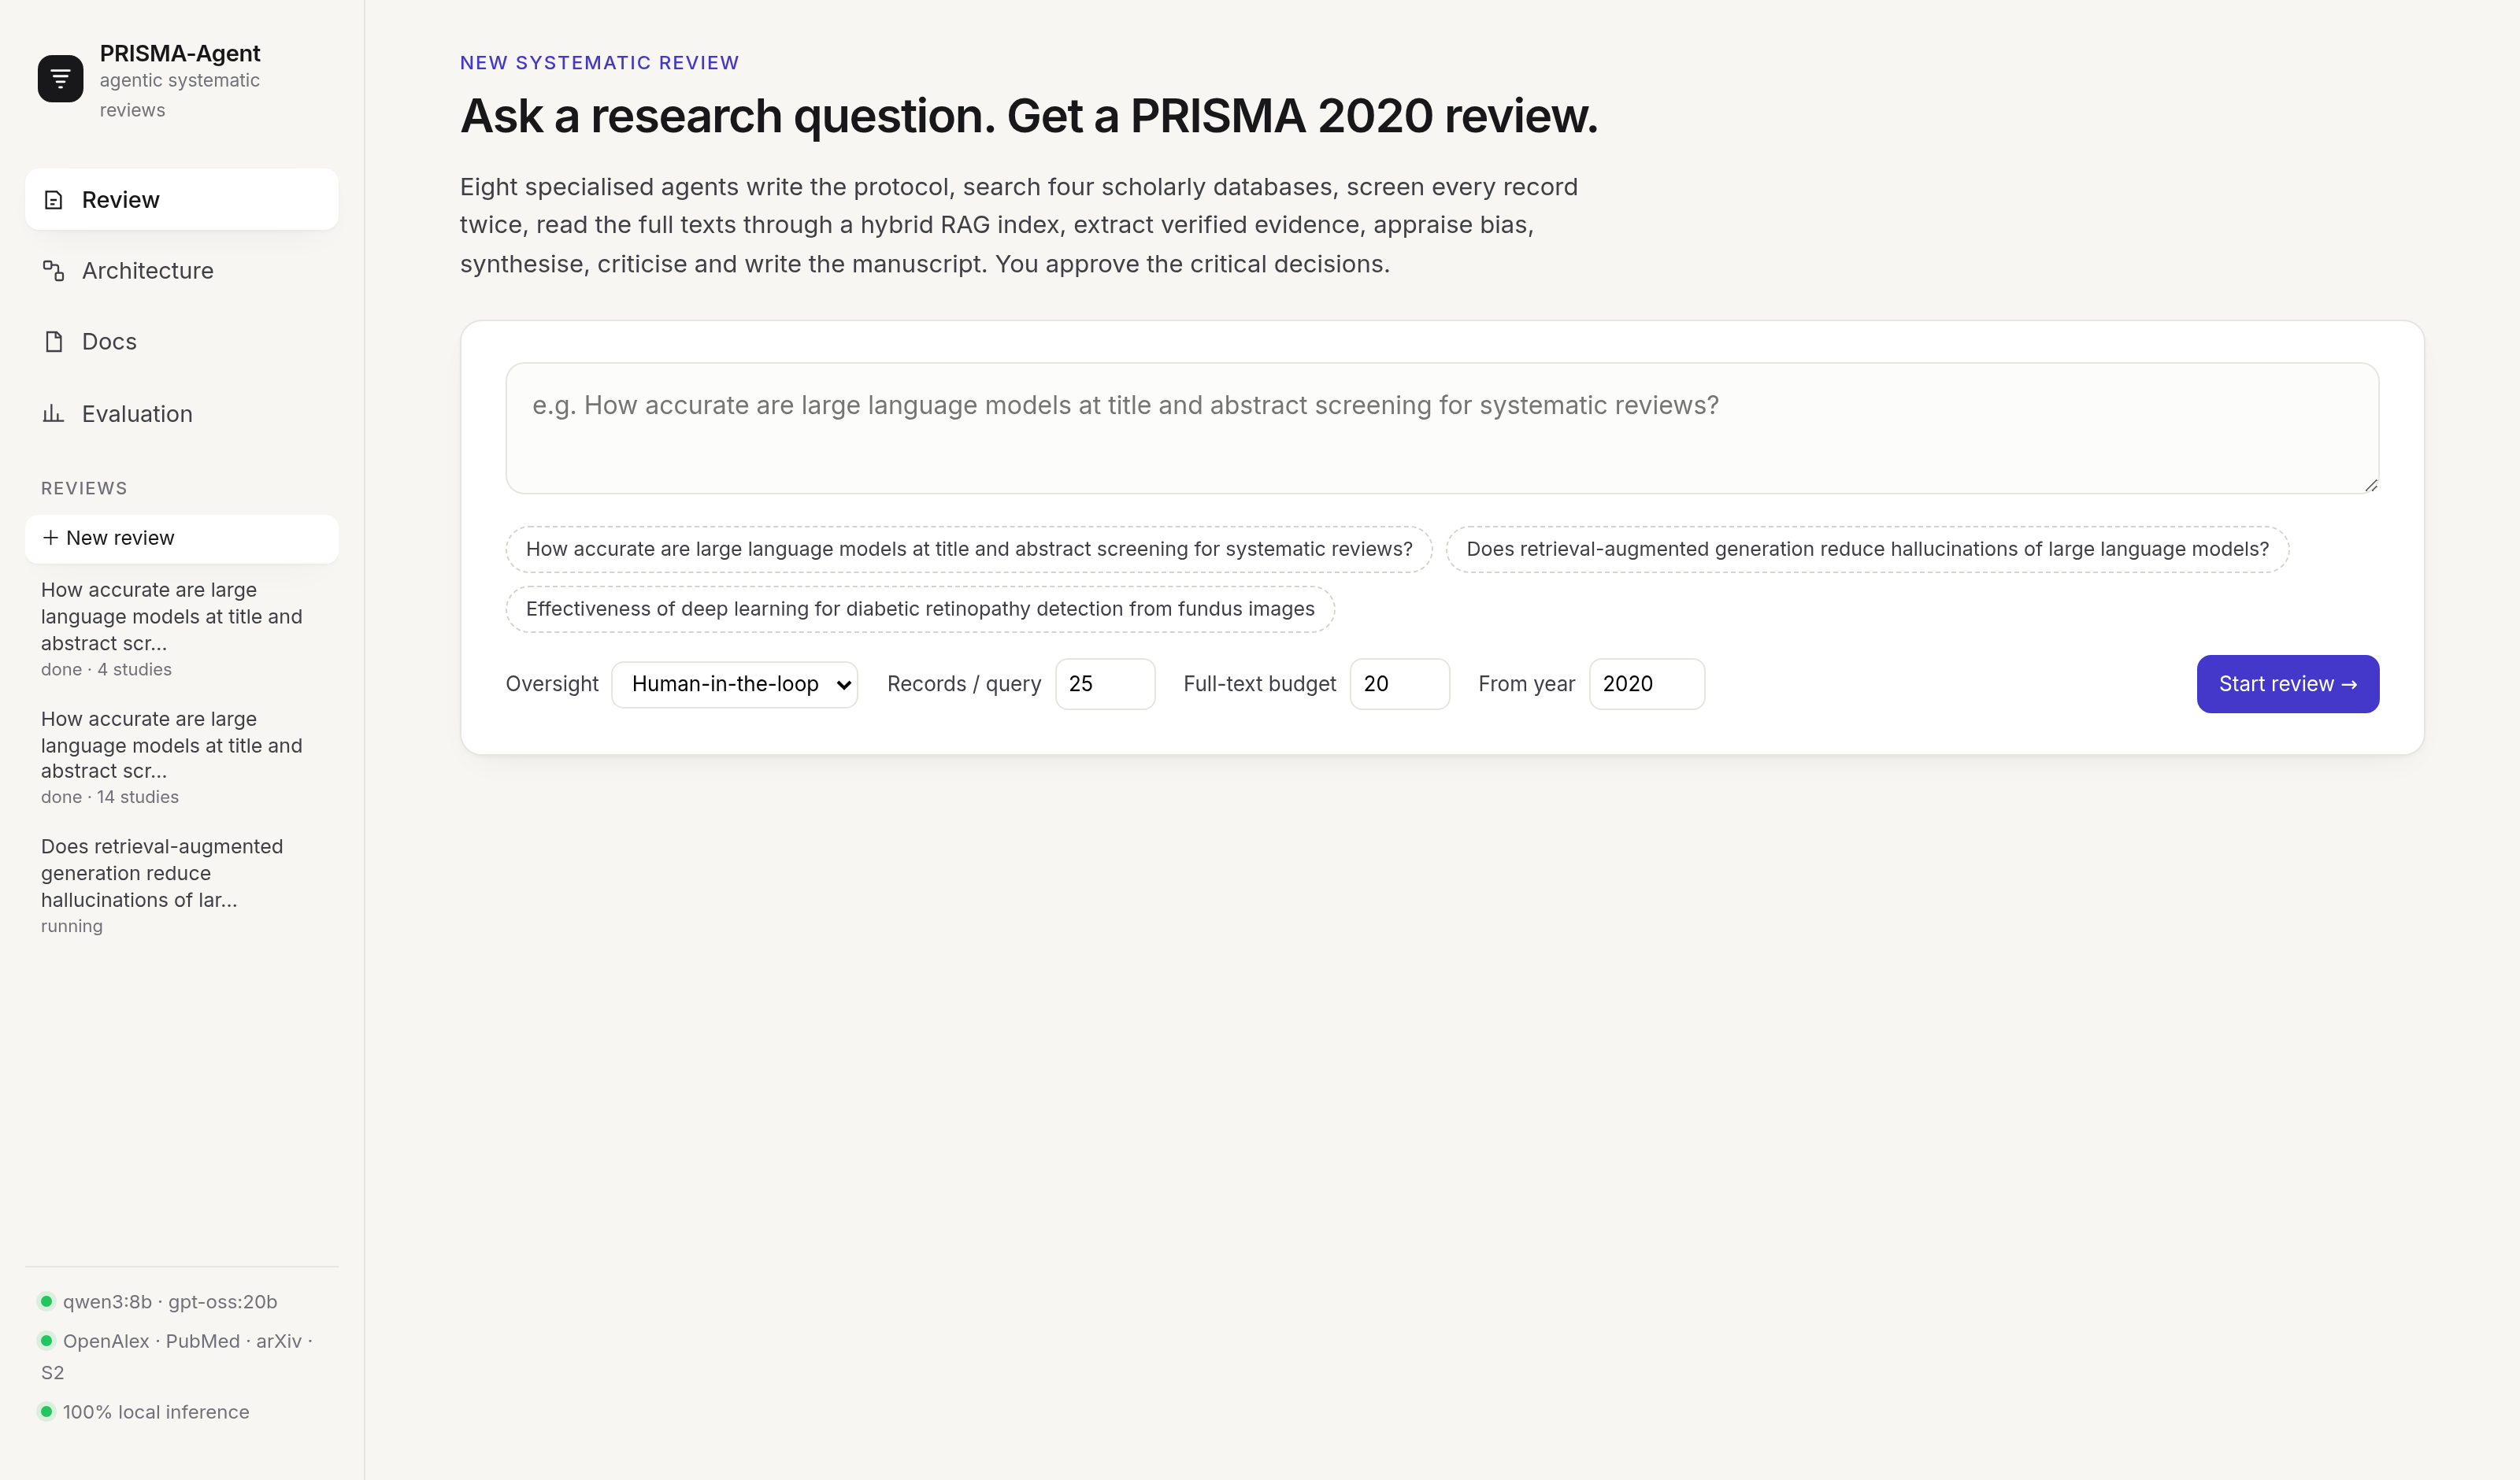 PRISMA-Agent
agentic systematic
reviews
Review
Architecture
Docs
Evaluation
REVIEWS
+ New review
How accurate are large
language models at title and
abstract scr...
done · 4 studies
How accurate are large
language models at title and
abstract scr...
done · 14 studies
Does retrieval-augmented
generation reduce
hallucinations of lar...
running
qwen3:8b · gpt-oss:20b
OpenAlex · PubMed · arXiv ·
S2
100% local inference
NEW SYSTEMATIC REVIEW
Ask a research question. Get a PRISMA 2020 review.
Eight specialised agents write the protocol, search four scholarly databases, screen every record
twice, read the full texts through a hybrid RAG index, extract verified evidence, appraise bias,
synthesise, criticise and write the manuscript. You approve the critical decisions.
e.g. How accurate are large language models at title and abstract screening for systematic reviews?
How accurate are large language models at title and abstract screening for systematic reviews?
Does retrieval-augmented generation reduce hallucinations of large language models?
Effectiveness of deep learning for diabetic retinopathy detection from fundus images
Oversight Human-in-the-loop Records / query 25 Full-text budget 20 From year 2020 Start review →